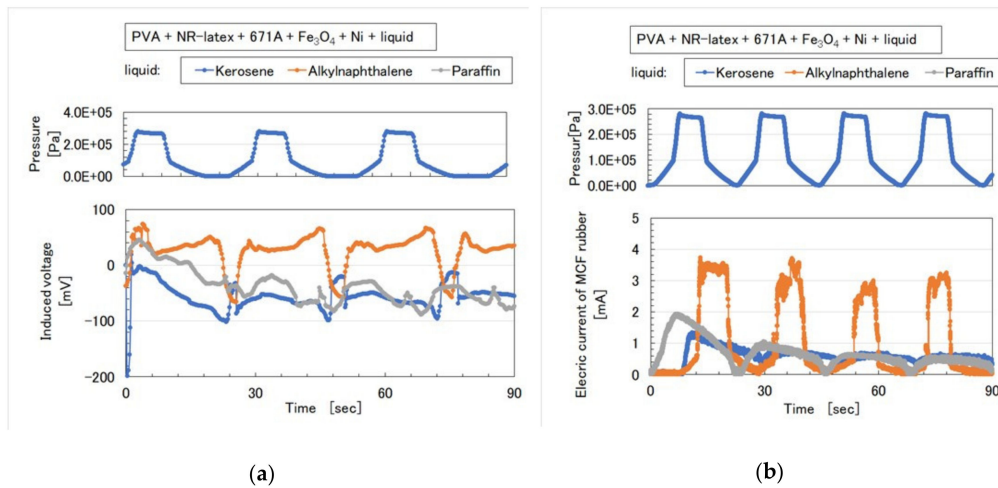 PVA + NR-latex + 671A + Fe₃O₄ + Ni + liquid
liquid: Kerosene Alkylnaphthalene Paraffin
Pressure [Pa]
4.0E+05
2.0E+05
0.0E+00
Induced voltage [mV]
100
0
−100
−200
0 30 60 90
Time [sec]
(a)
PVA + NR-latex + 671A + Fe₃O₄ + Ni + liquid
liquid: Kerosene Alkylnaphthalene Paraffin
Pressur[Pa]
3.0E+05
2.0E+05
1.0E+05
0.0E+00
Elecric current of MCF rubber [mA]
5
4
3
2
1
0
0 30 60 90
Time [sec]
(b)